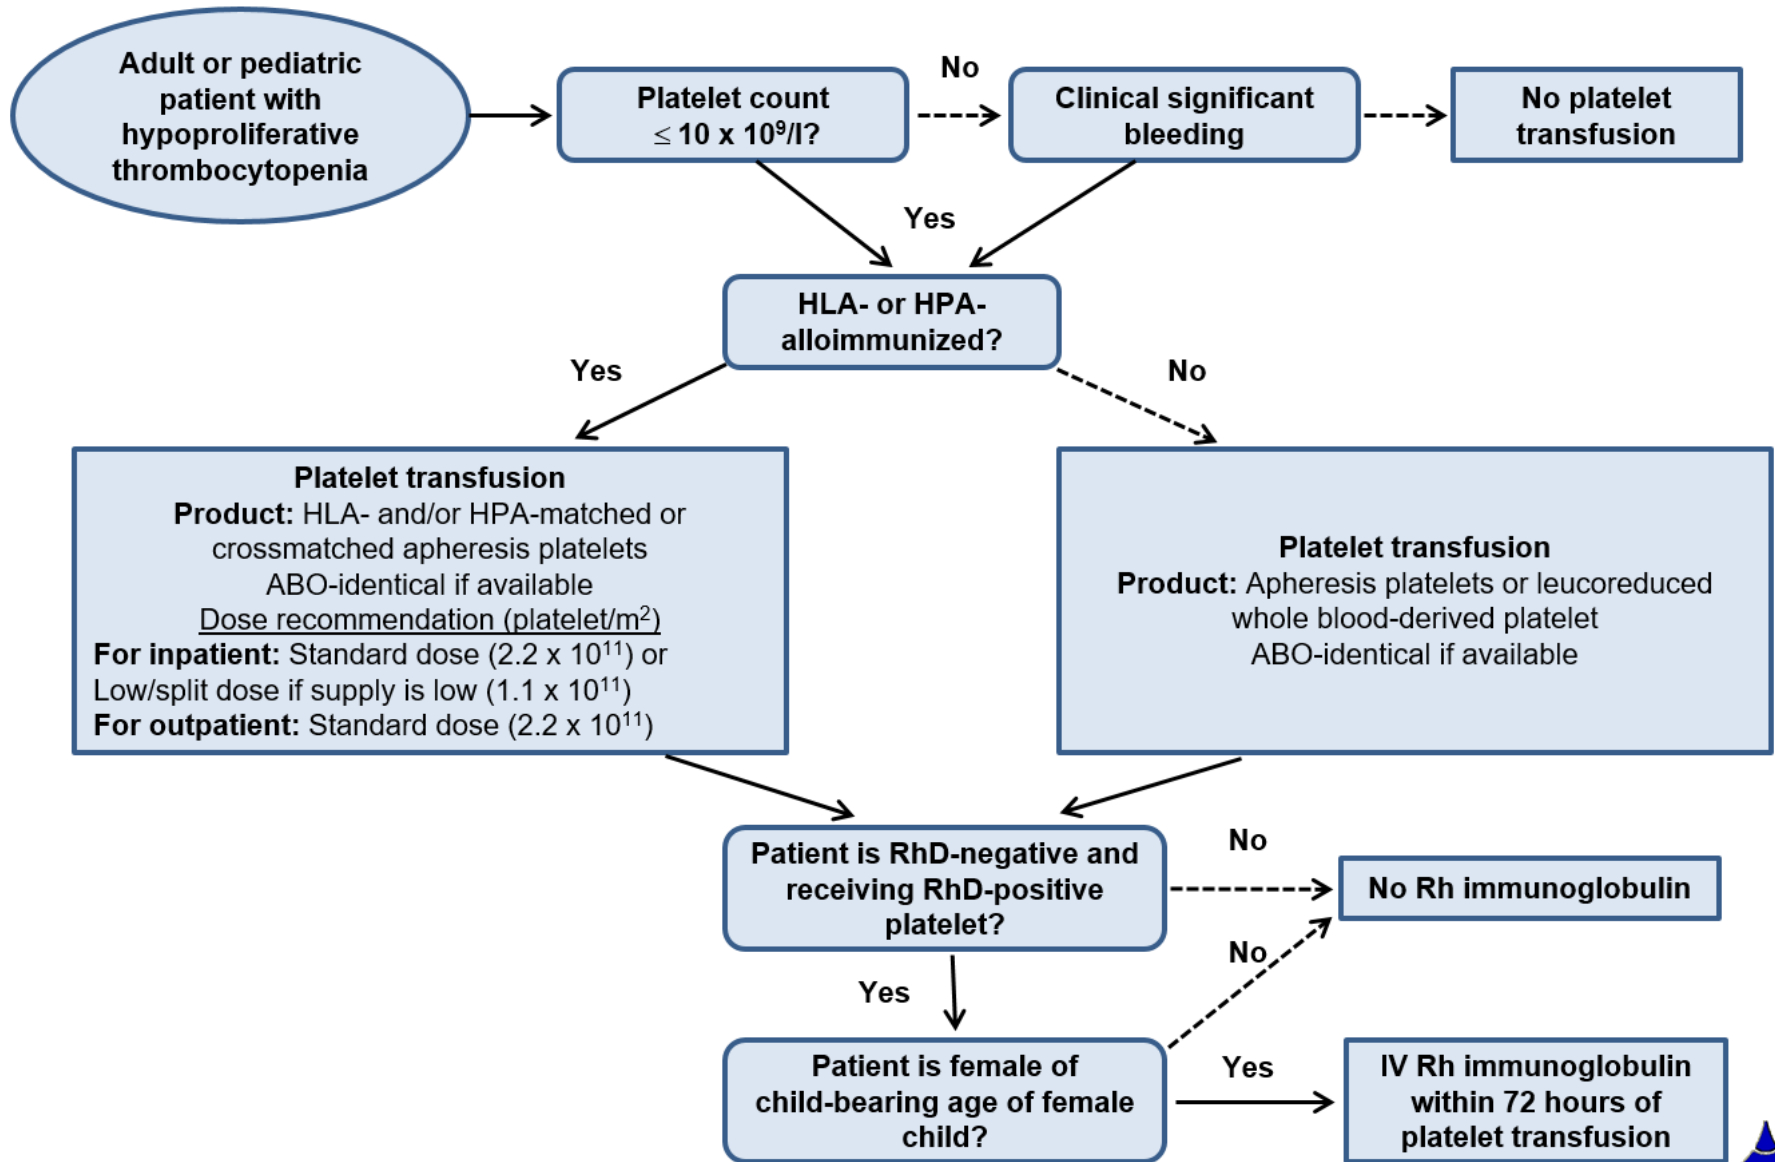 Adult or pediatric
patient with
hypoproliferative
thrombocytopenia
Platelet count
≤ 10 x 10⁹/l?
No
Clinical significant
bleeding
No platelet
transfusion
Yes
HLA- or HPA-
alloimmunized?
Yes
No
Platelet transfusion
Product: HLA- and/or HPA-matched or
crossmatched apheresis platelets
ABO-identical if available
Dose recommendation (platelet/m²)
For inpatient: Standard dose (2.2 x 10¹¹) or
Low/split dose if supply is low (1.1 x 10¹¹)
For outpatient: Standard dose (2.2 x 10¹¹)
Platelet transfusion
Product: Apheresis platelets or leucoreduced
whole blood-derived platelet
ABO-identical if available
Patient is RhD-negative and
receiving RhD-positive
platelet?
No
No Rh immunoglobulin
No
Yes
Patient is female of
child-bearing age of female
child?
Yes
IV Rh immunoglobulin
within 72 hours of
platelet transfusion